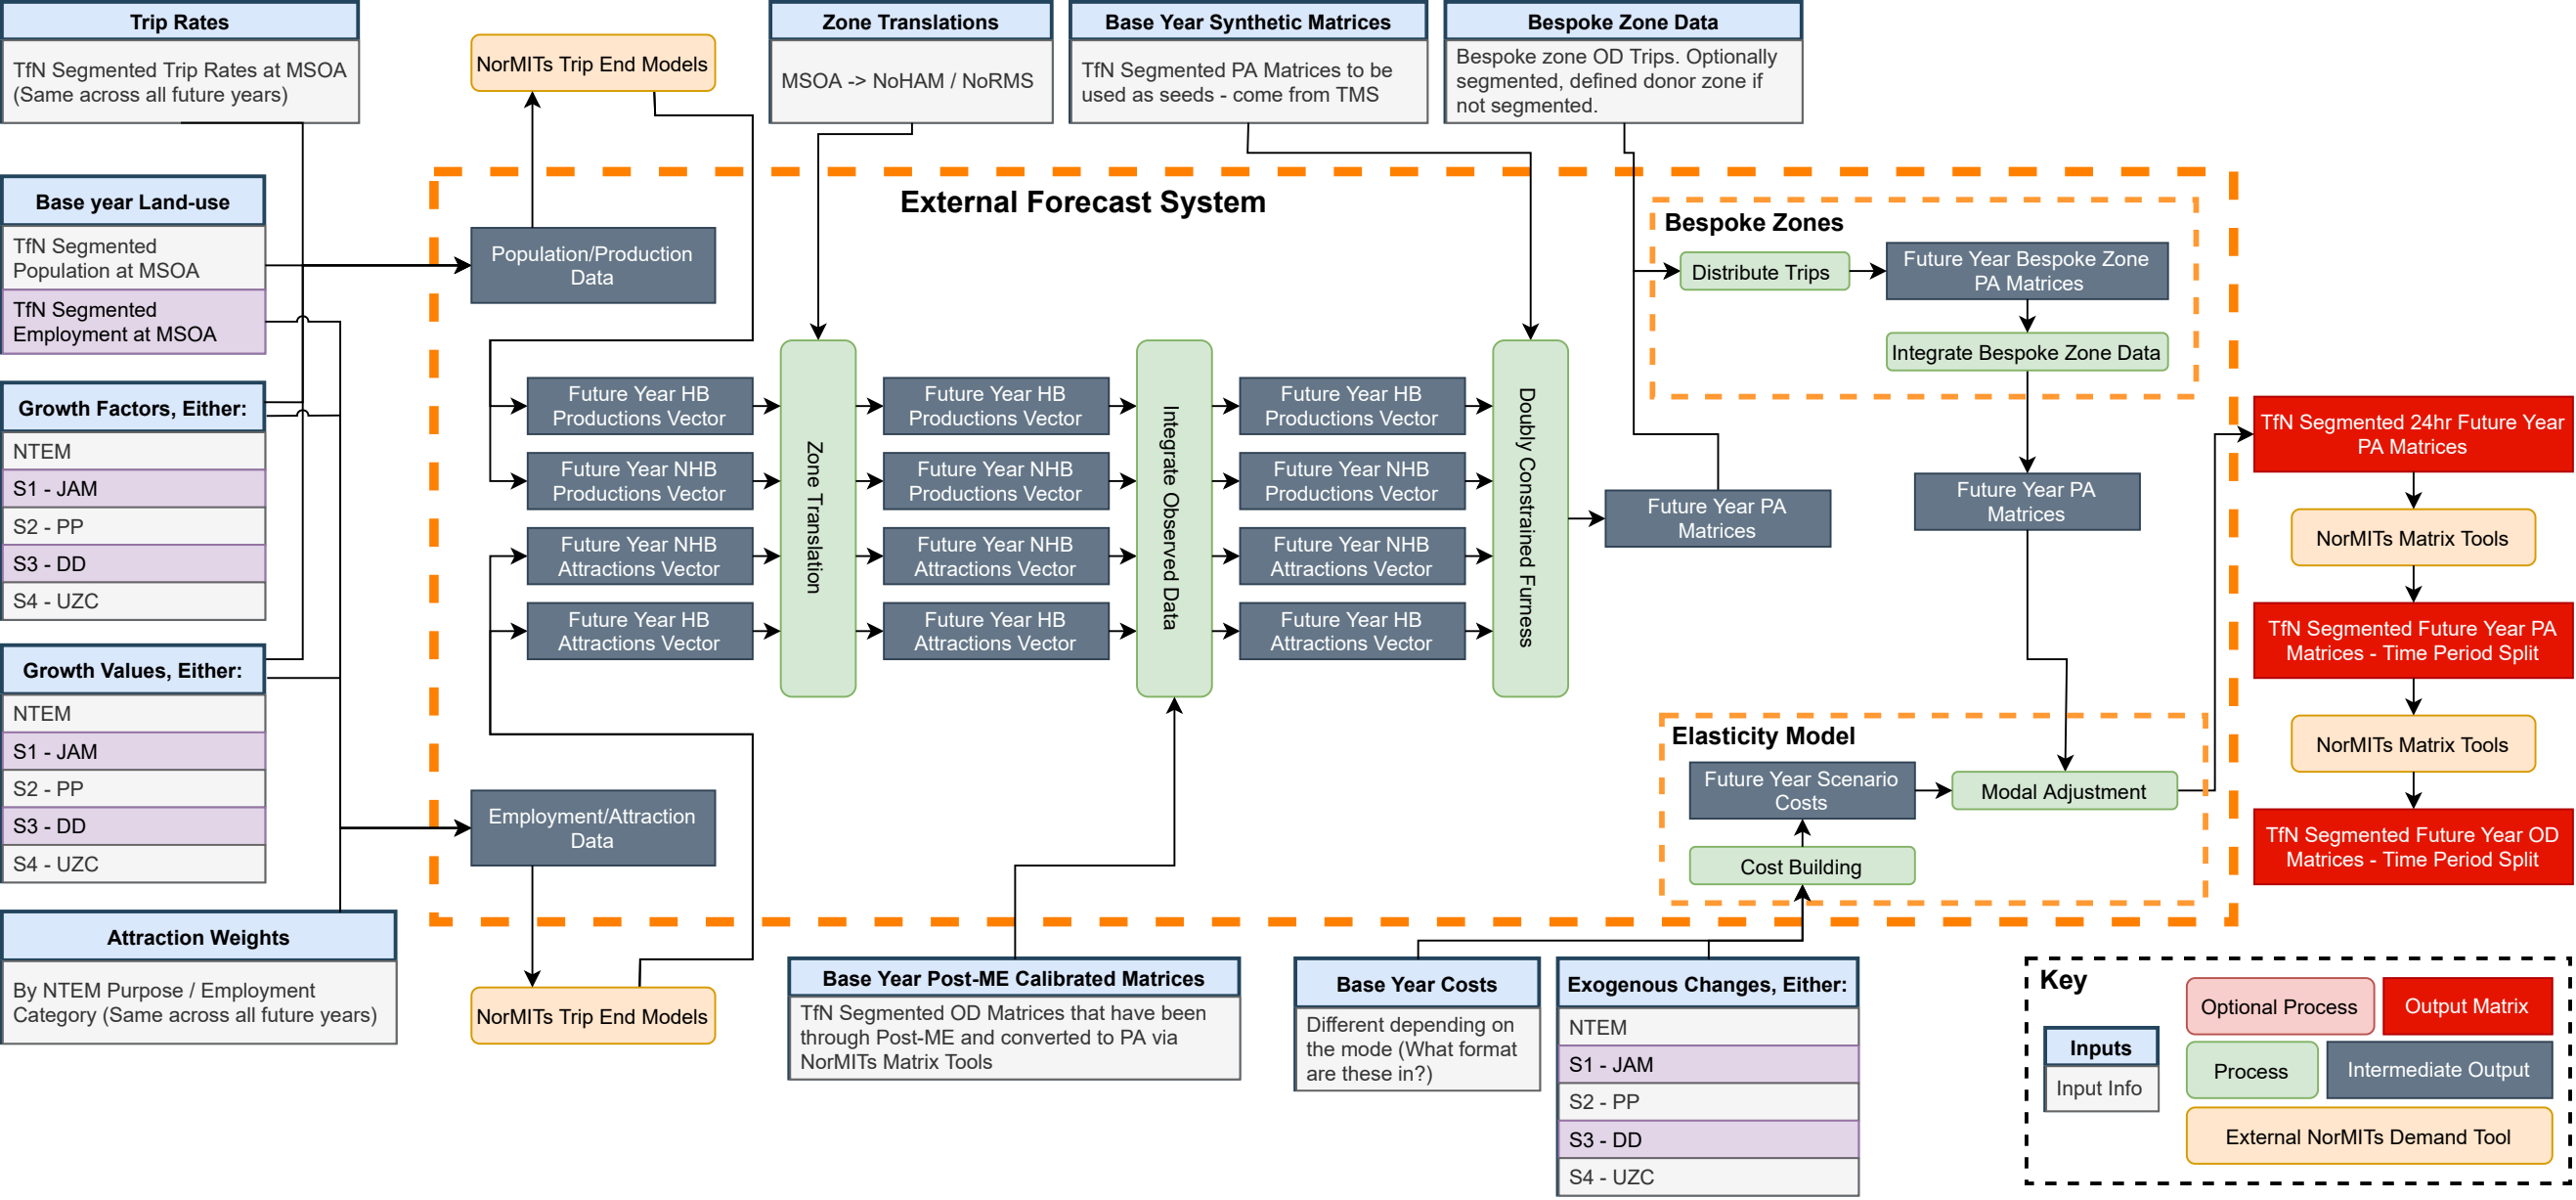 Trip Rates
TfN Segmented Trip Rates at MSOA
(Same across all future years)
NorMITs Trip End Models
Zone Translations
MSOA -> NoHAM / NoRMS
Base Year Synthetic Matrices
TfN Segmented PA Matrices to be
used as seeds - come from TMS
Bespoke Zone Data
Bespoke zone OD Trips. Optionally
segmented, defined donor zone if
not segmented.
Base year Land-use
TfN Segmented
Population at MSOA
TfN Segmented
Employment at MSOA
Growth Factors, Either:
NTEM
S1 - JAM
S2 - PP
S3 - DD
S4 - UZC
Growth Values, Either:
NTEM
S1 - JAM
S2 - PP
S3 - DD
S4 - UZC
Attraction Weights
By NTEM Purpose / Employment
Category (Same across all future years)
External Forecast System
Population/Production
Data
Future Year HB
Productions Vector
Future Year NHB
Productions Vector
Future Year NHB
Attractions Vector
Future Year HB
Attractions Vector
Zone Translation
Future Year HB
Productions Vector
Future Year NHB
Productions Vector
Future Year NHB
Attractions Vector
Future Year HB
Attractions Vector
Integrate Observed Data
Future Year HB
Productions Vector
Future Year NHB
Productions Vector
Future Year NHB
Attractions Vector
Future Year HB
Attractions Vector
Doubly Constrained Furness
Future Year PA
Matrices
Employment/Attraction
Data
NorMITs Trip End Models
Bespoke Zones
Distribute Trips
Future Year Bespoke Zone
PA Matrices
Integrate Bespoke Zone Data
Future Year PA
Matrices
Elasticity Model
Future Year Scenario
Costs
Modal Adjustment
Cost Building
TfN Segmented 24hr Future Year
PA Matrices
NorMITs Matrix Tools
TfN Segmented Future Year PA
Matrices - Time Period Split
NorMITs Matrix Tools
TfN Segmented Future Year OD
Matrices - Time Period Split
Base Year Post-ME Calibrated Matrices
TfN Segmented OD Matrices that have been
through Post-ME and converted to PA via
NorMITs Matrix Tools
Base Year Costs
Different depending on
the mode (What format
are these in?)
Exogenous Changes, Either:
NTEM
S1 - JAM
S2 - PP
S3 - DD
S4 - UZC
Key
Optional Process
Output Matrix
Inputs
Input Info
Process
Intermediate Output
External NorMITs Demand Tool